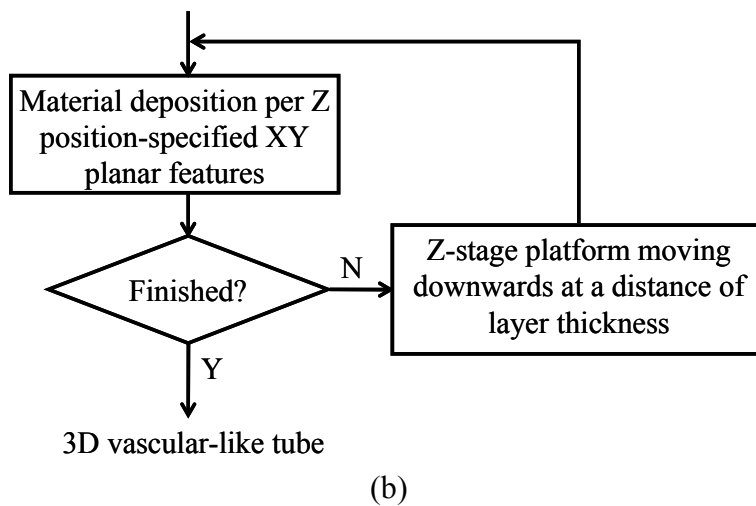 Material deposition per Z
position-specified XY
planar features
Finished?
N
Z-stage platform moving
downwards at a distance of
layer thickness
Y
3D vascular-like tube
(b)